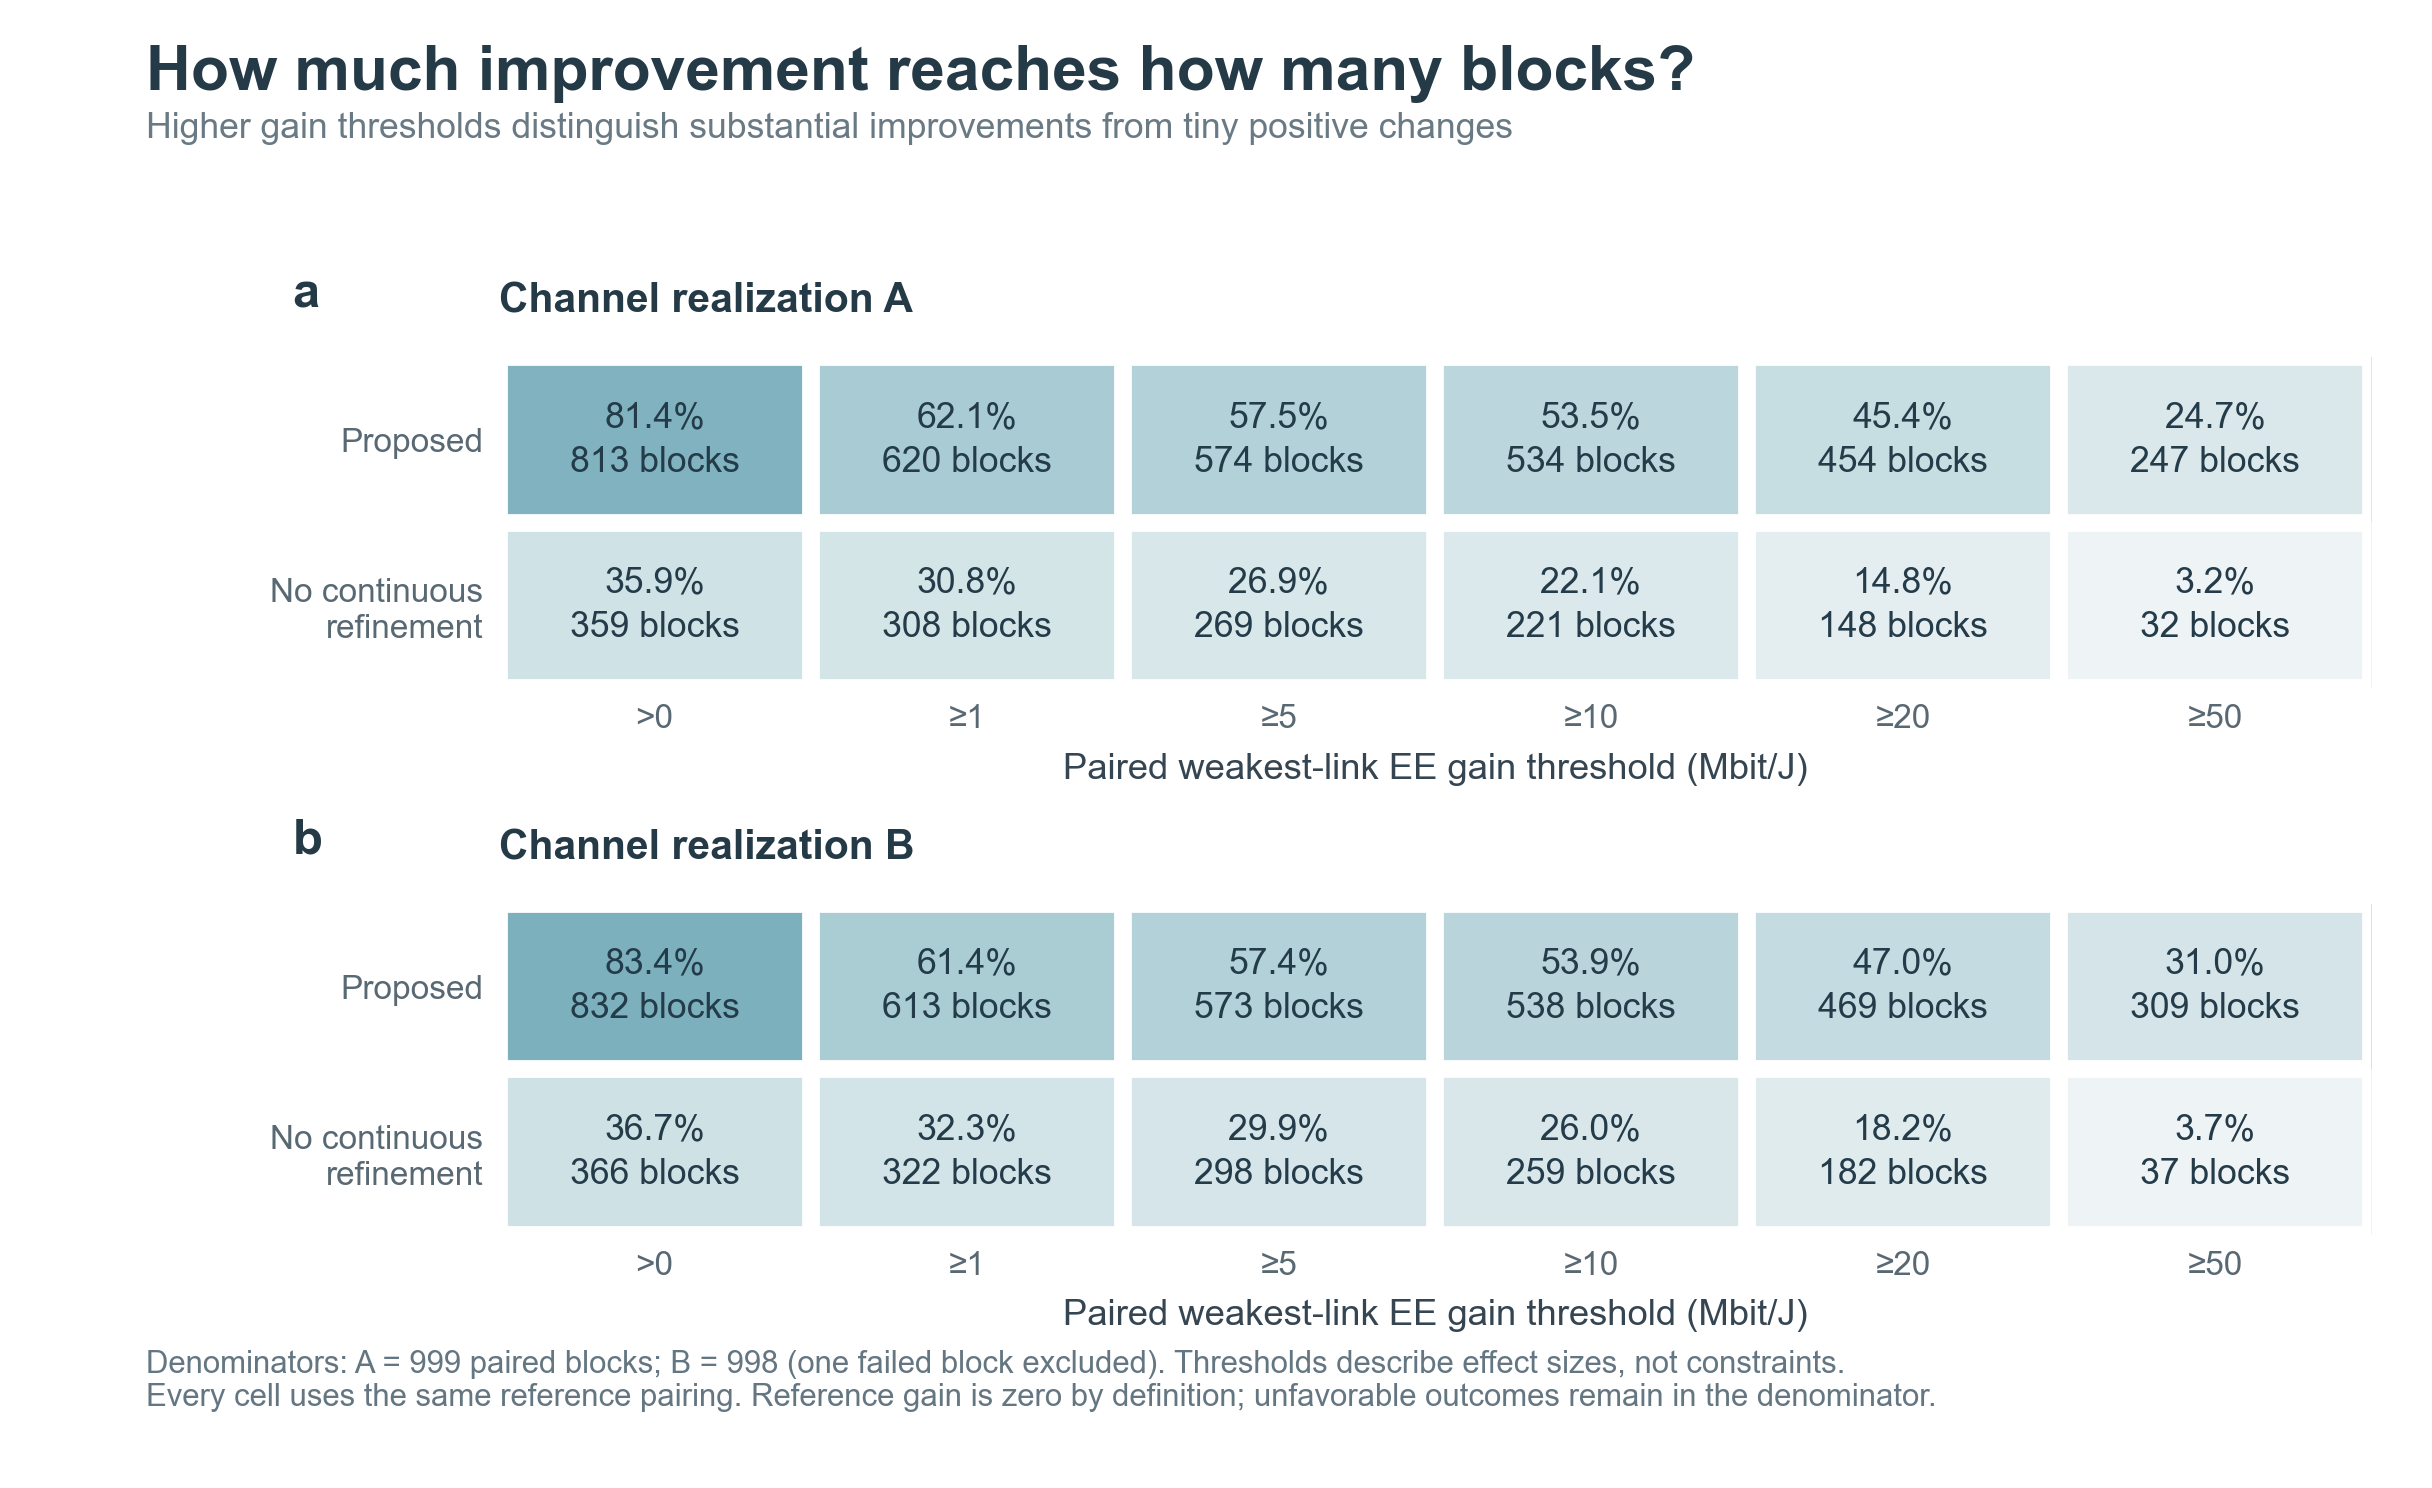 How much improvement reaches how many blocks?
Higher gain thresholds distinguish substantial improvements from tiny positive changes
a
Channel realization A
Proposed
81.4%
813 blocks
62.1%
620 blocks
57.5%
574 blocks
53.5%
534 blocks
45.4%
454 blocks
24.7%
247 blocks
No continuous
refinement
35.9%
359 blocks
30.8%
308 blocks
26.9%
269 blocks
22.1%
221 blocks
14.8%
148 blocks
3.2%
32 blocks
>0
≥1
≥5
≥10
≥20
≥50
Paired weakest-link EE gain threshold (Mbit/J)
b
Channel realization B
Proposed
83.4%
832 blocks
61.4%
613 blocks
57.4%
573 blocks
53.9%
538 blocks
47.0%
469 blocks
31.0%
309 blocks
No continuous
refinement
36.7%
366 blocks
32.3%
322 blocks
29.9%
298 blocks
26.0%
259 blocks
18.2%
182 blocks
3.7%
37 blocks
>0
≥1
≥5
≥10
≥20
≥50
Paired weakest-link EE gain threshold (Mbit/J)
Denominators: A = 999 paired blocks; B = 998 (one failed block excluded). Thresholds describe effect sizes, not constraints.
Every cell uses the same reference pairing. Reference gain is zero by definition; unfavorable outcomes remain in the denominator.